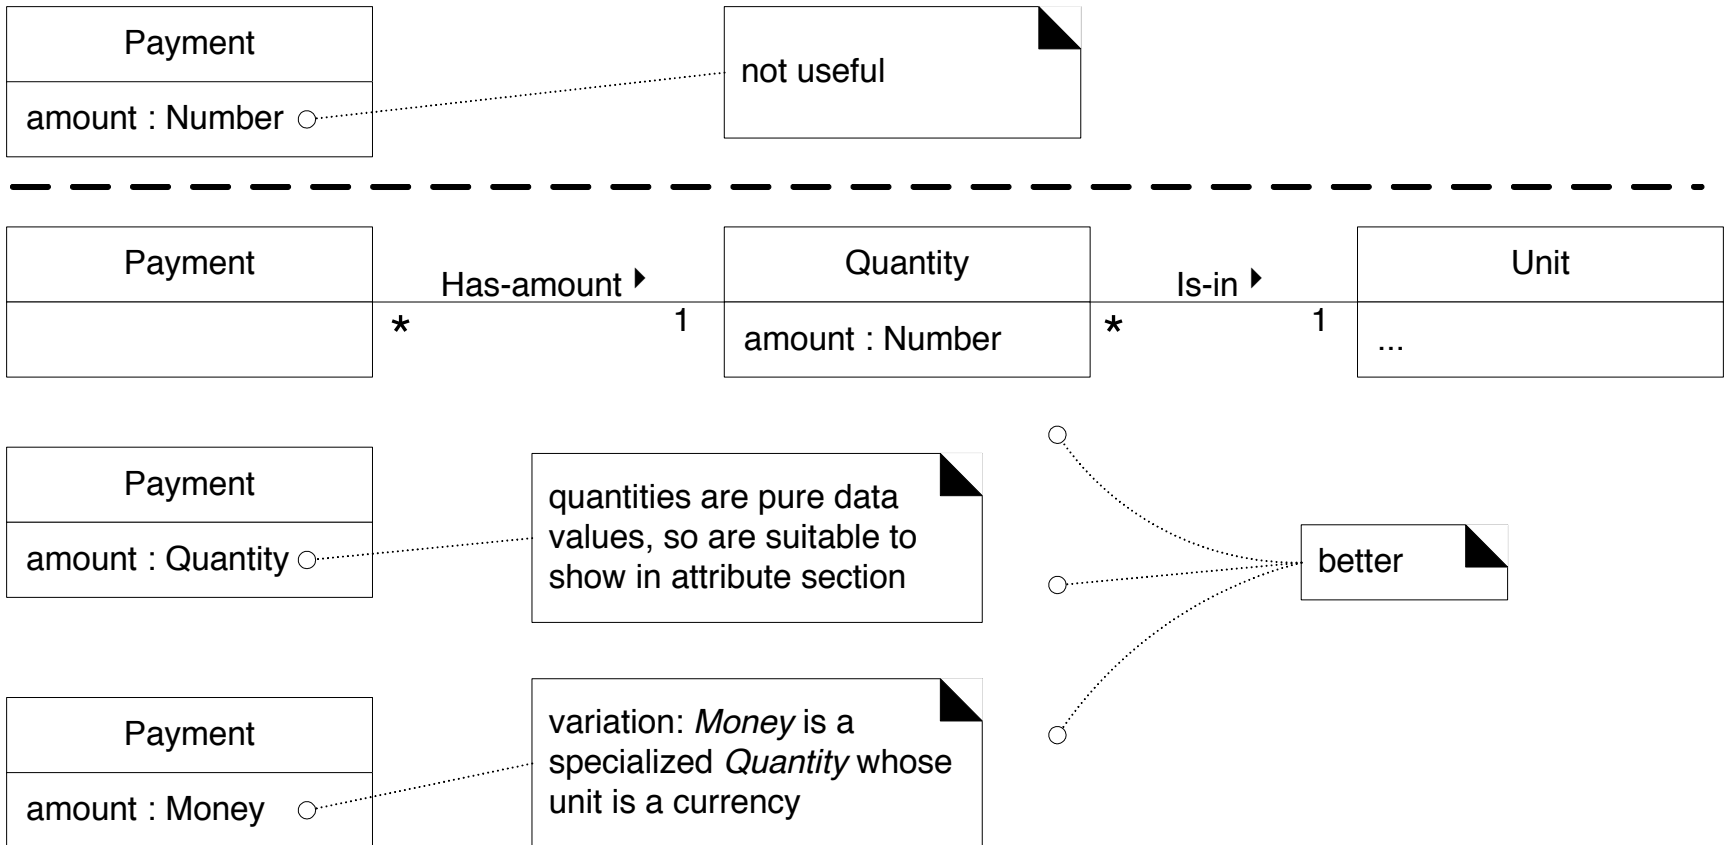 Payment
amount : Number
not useful
Payment
Has-amount
*
1
Quantity
amount : Number
Is-in
*
1
Unit
...
Payment
amount : Quantity
quantities are pure data
values, so are suitable to
show in attribute section
better
Payment
amount : Money
variation: Money is a
specialized Quantity whose
unit is a currency